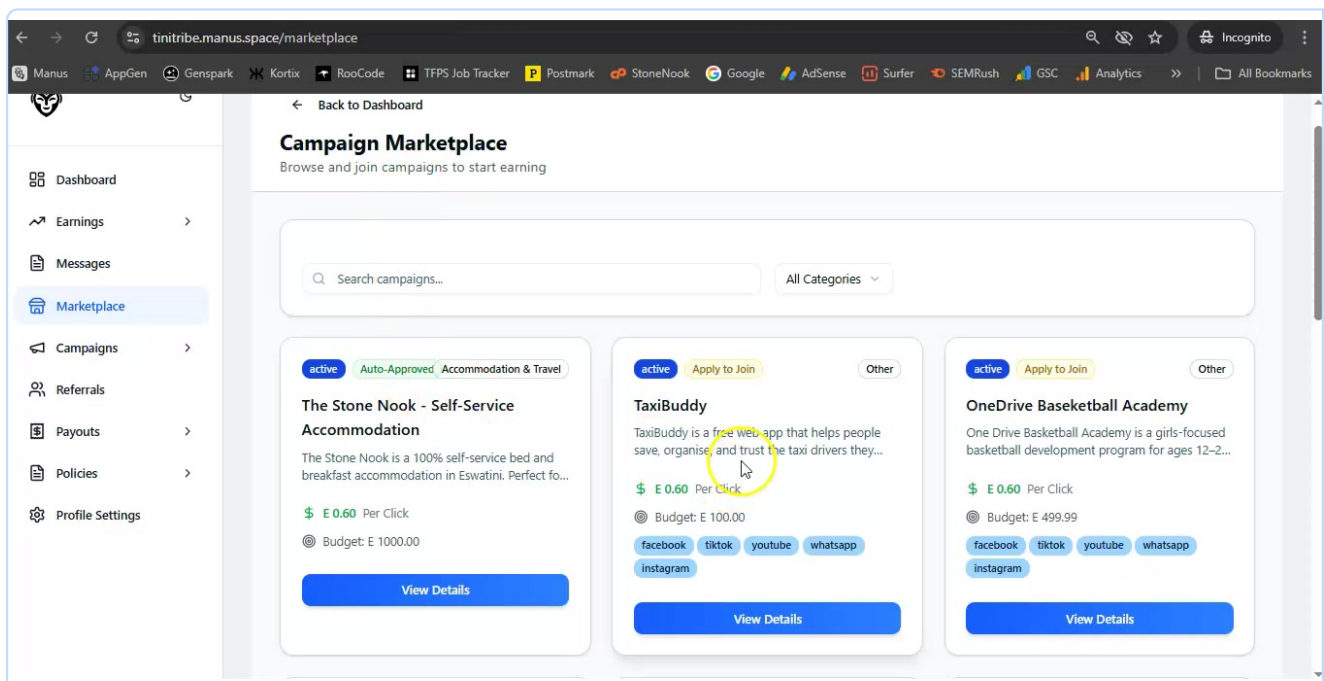 tinitribe.manus.space/marketplace
Incognito
Manus
AppGen
Genspark
Kortix
RooCode
TFPS Job Tracker
Postmark
StoneNook
Google
AdSense
Surfer
SEMRush
GSC
Analytics
All Bookmarks
Dashboard
Earnings
Messages
Marketplace
Campaigns
Referrals
Payouts
Policies
Profile Settings
Back to Dashboard
Campaign Marketplace
Browse and join campaigns to start earning
Search campaigns...
All Categories
active Auto-Approved Accommodation & Travel
The Stone Nook - Self-Service
Accommodation
The Stone Nook is a 100% self-service bed and
breakfast accommodation in Eswatini. Perfect fo...
$ E 0.60 Per Click
Budget: E 1000.00
View Details
active Apply to Join Other
TaxiBuddy
TaxiBuddy is a free web app that helps people
save, organise, and trust the taxi drivers they...
$ E 0.60 Per Click
Budget: E 100.00
facebook tiktok youtube whatsapp
instagram
View Details
active Apply to Join Other
OneDrive Baseketball Academy
One Drive Basketball Academy is a girls-focused
basketball development program for ages 12–2...
$ E 0.60 Per Click
Budget: E 499.99
facebook tiktok youtube whatsapp
instagram
View Details